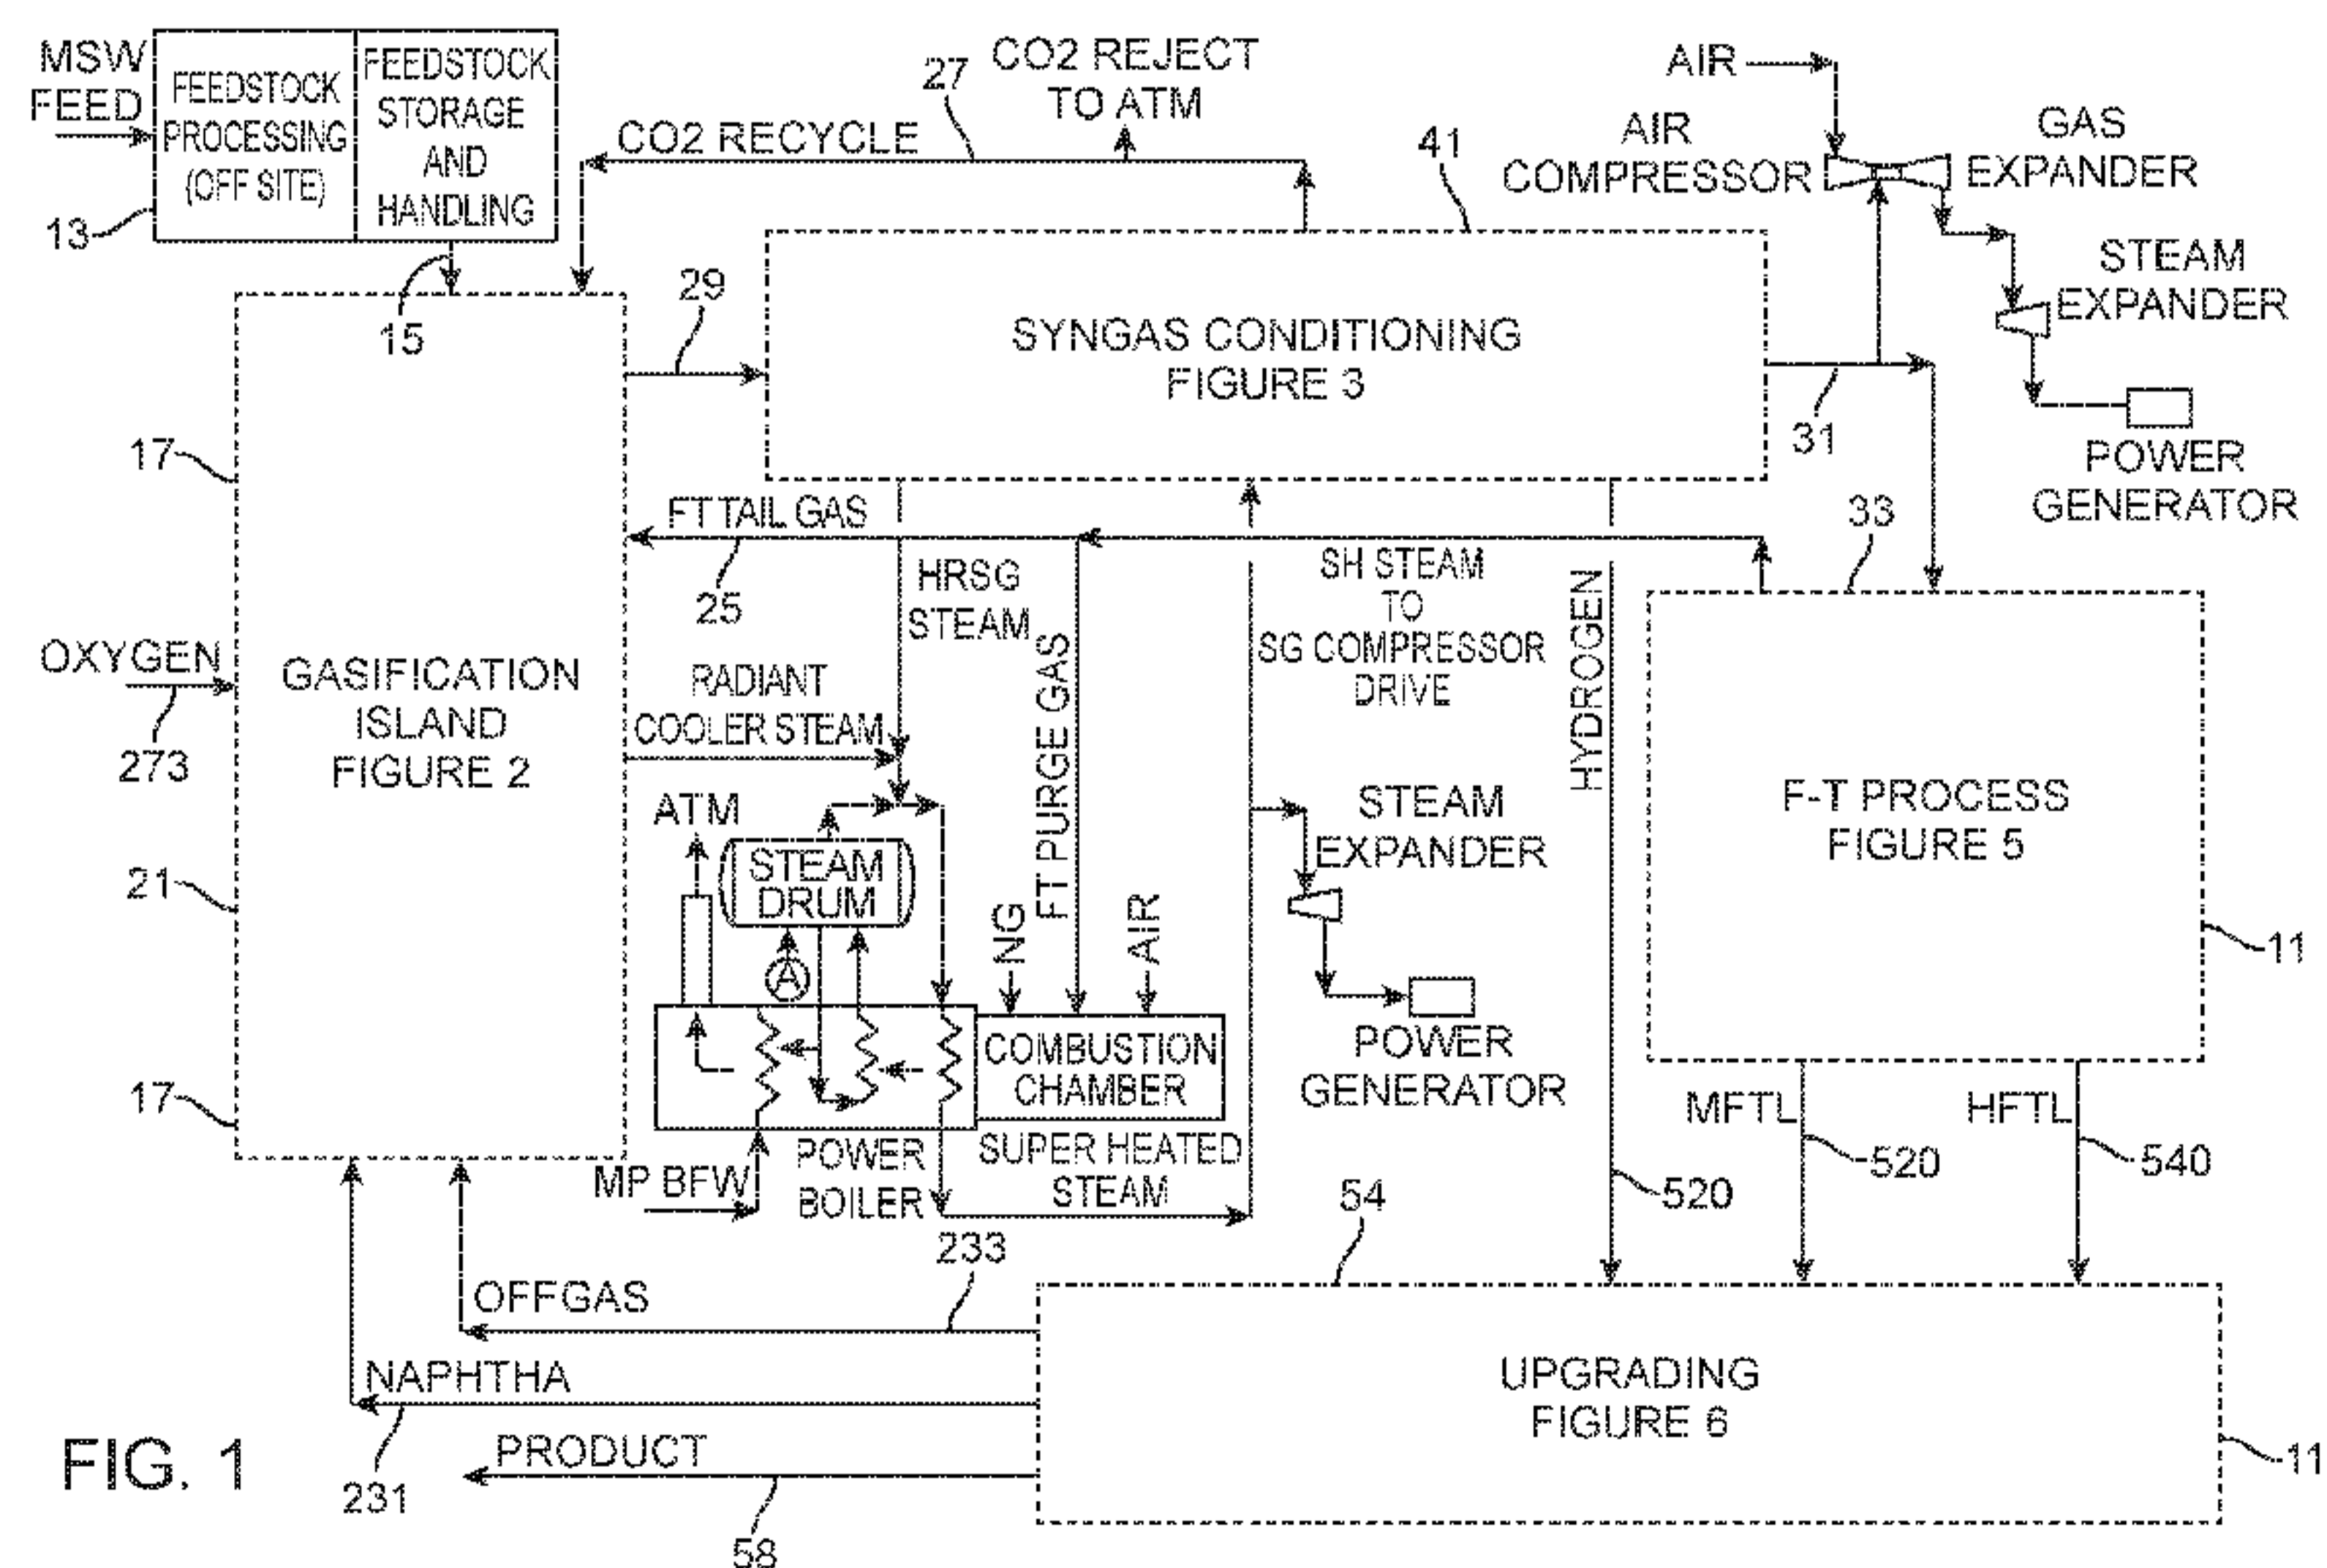 MSW
FEED
FEEDSTOCK
PROCESSING
(OFF SITE)
FEEDSTOCK
STORAGE
AND
HANDLING
13
15
CO2 RECYCLE
27
CO2 REJECT
TO ATM
41
AIR
AIR
COMPRESSOR
GAS
EXPANDER
STEAM
EXPANDER
POWER
GENERATOR
29
SYNGAS CONDITIONING
FIGURE 3
31
17
FT TAIL GAS
25
HRSG
STEAM
SH STEAM
TO
SG COMPRESSOR
DRIVE
HYDROGEN
33
OXYGEN
273
GASIFICATION
ISLAND
FIGURE 2
RADIANT
COOLER STEAM
FT PURGE GAS
F-T PROCESS
FIGURE 5
21
ATM
STEAM
DRUM
A
NG
AIR
STEAM
EXPANDER
POWER
GENERATOR
11
COMBUSTION
CHAMBER
17
MP BFW
POWER
BOILER
SUPER HEATED
STEAM
MFTL
520
HFTL
540
520
54
233
OFFGAS
NAPHTHA
231
PRODUCT
58
UPGRADING
FIGURE 6
11
FIG. 1